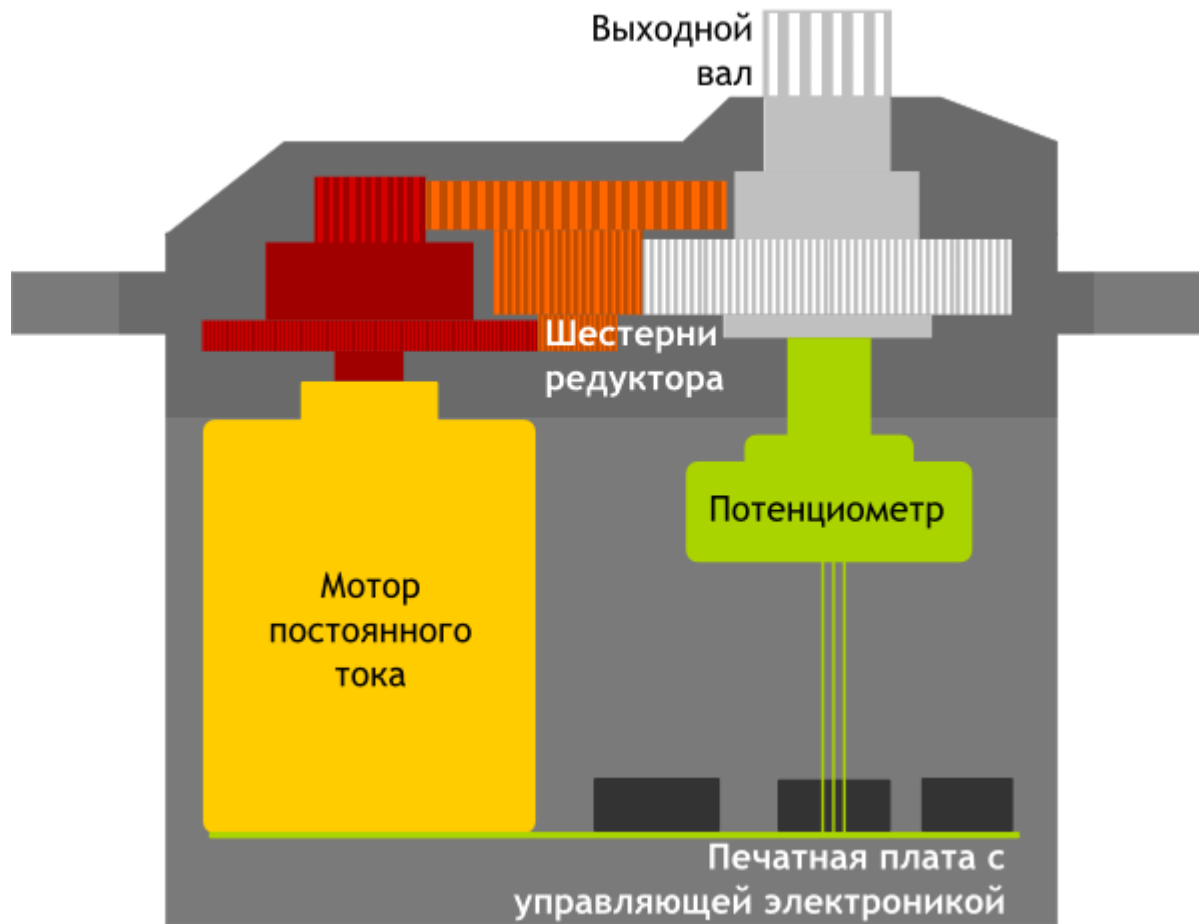 Выходной
вал
Шестерни
редуктора
Потенциометр
Мотор
постоянного
тока
Печатная плата с
управляющей электроникой